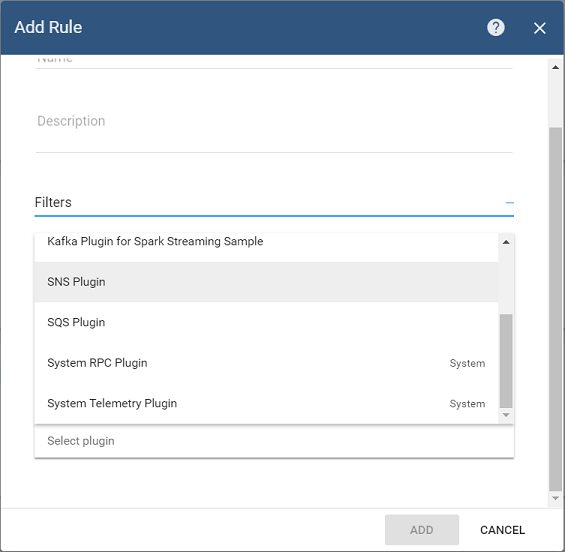 Add Rule
Name
Description
Filters
Kafka Plugin for Spark Streaming Sample
SNS Plugin
SQS Plugin
System RPC Plugin System
System Telemetry Plugin System
Select plugin
ADD CANCEL